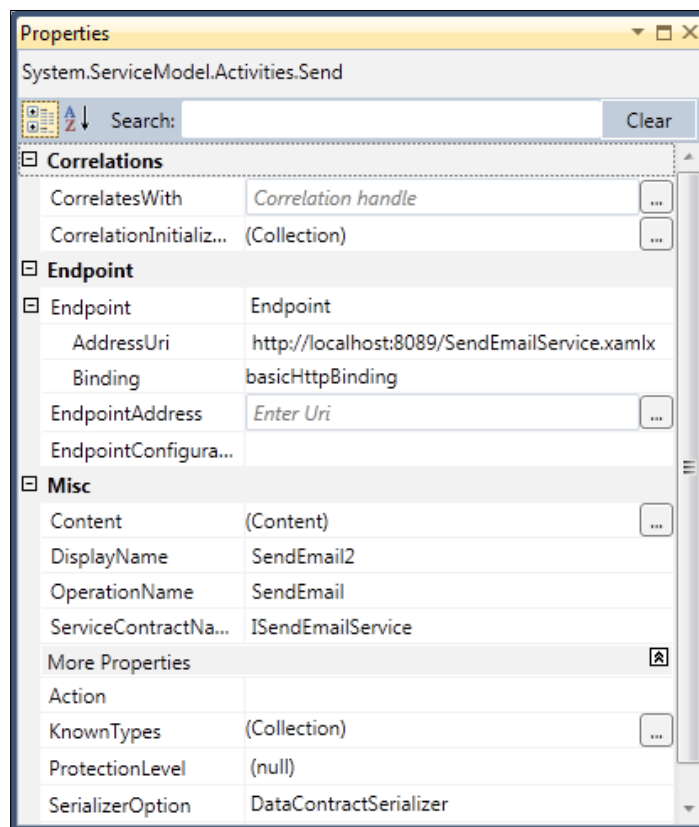 Properties
System.ServiceModel.Activities.Send
A Z Search: Clear
Correlations
CorrelatesWith Correlation handle ...
CorrelationInitializ... (Collection) ...
Endpoint
Endpoint Endpoint
AddressUri http://localhost:8089/SendEmailService.xamlx
Binding basicHttpBinding
EndpointAddress Enter Uri ...
EndpointConfigura...
Misc
Content (Content) ...
DisplayName SendEmail2
OperationName SendEmail
ServiceContractNa... ISendEmailService
More Properties
Action
KnownTypes (Collection) ...
ProtectionLevel (null)
SerializerOption DataContractSerializer